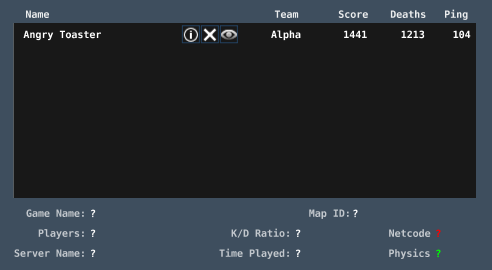 Name Team Score Deaths Ping
Angry Toaster Alpha 1441 1213 104
Game Name: ? Map ID: ?
Players: ? K/D Ratio: ? Netcode ?
Server Name: ? Time Played: ? Physics ?